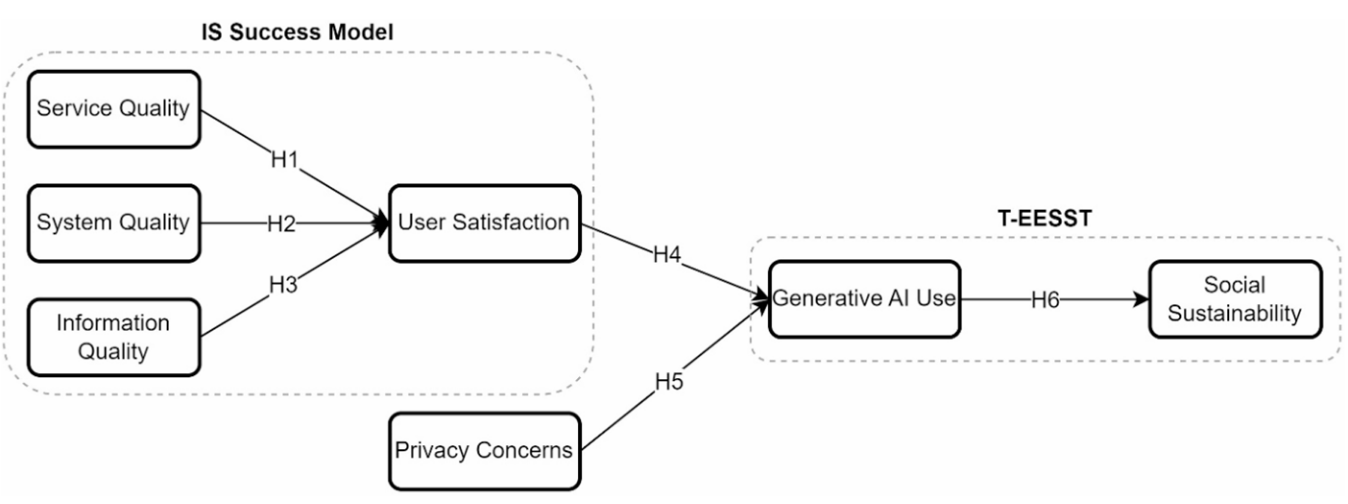 IS Success Model
Service Quality
H1
System Quality
H2
User Satisfaction
H3
Information
Quality
H4
T-EESST
Generative AI Use
H6
Social
Sustainability
H5
Privacy Concerns